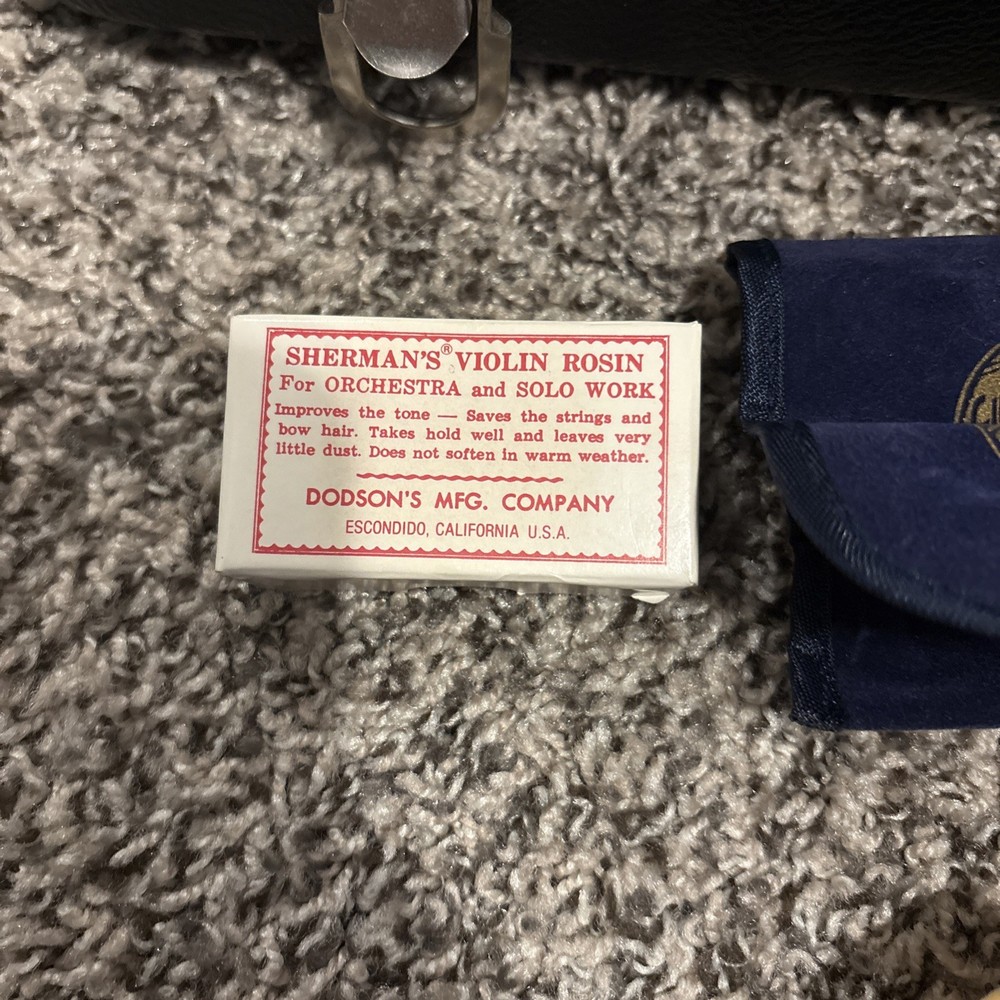 SHERMAN'S® VIOLIN ROSIN
For ORCHESTRA and SOLO WORK
Improves the tone — Saves the strings and
bow hair. Takes hold well and leaves very
little dust. Does not soften in warm weather.
DODSON'S MFG. COMPANY
ESCONDIDO, CALIFORNIA U.S.A.